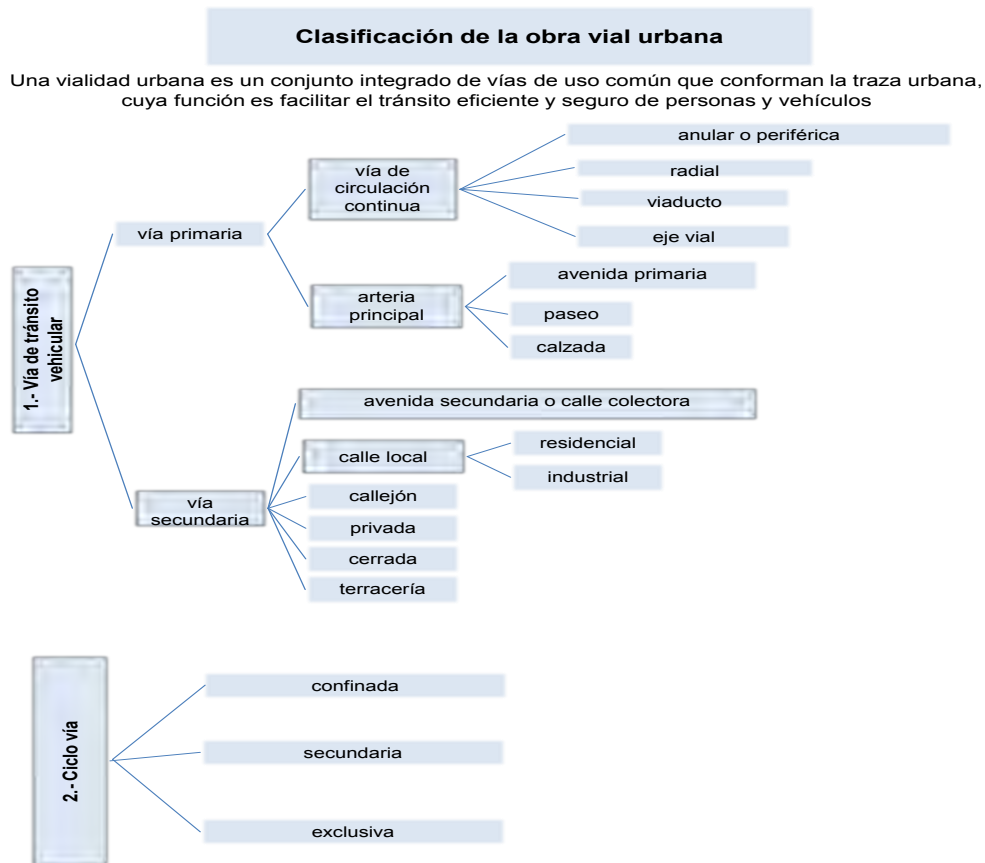 Clasificación de la obra vial urbana
Una vialidad urbana es un conjunto integrado de vías de uso común que conforman la traza urbana,
cuya función es facilitar el tránsito eficiente y seguro de personas y vehículos
1.- Vía de tránsito
vehicular
vía primaria
vía de
circulación
continua
anular o periférica
radial
viaducto
eje vial
arteria
principal
avenida primaria
paseo
calzada
vía
secundaria
avenida secundaria o calle colectora
calle local
residencial
industrial
callejón
privada
cerrada
terracería
2.- Ciclo vía
confinada
secundaria
exclusiva